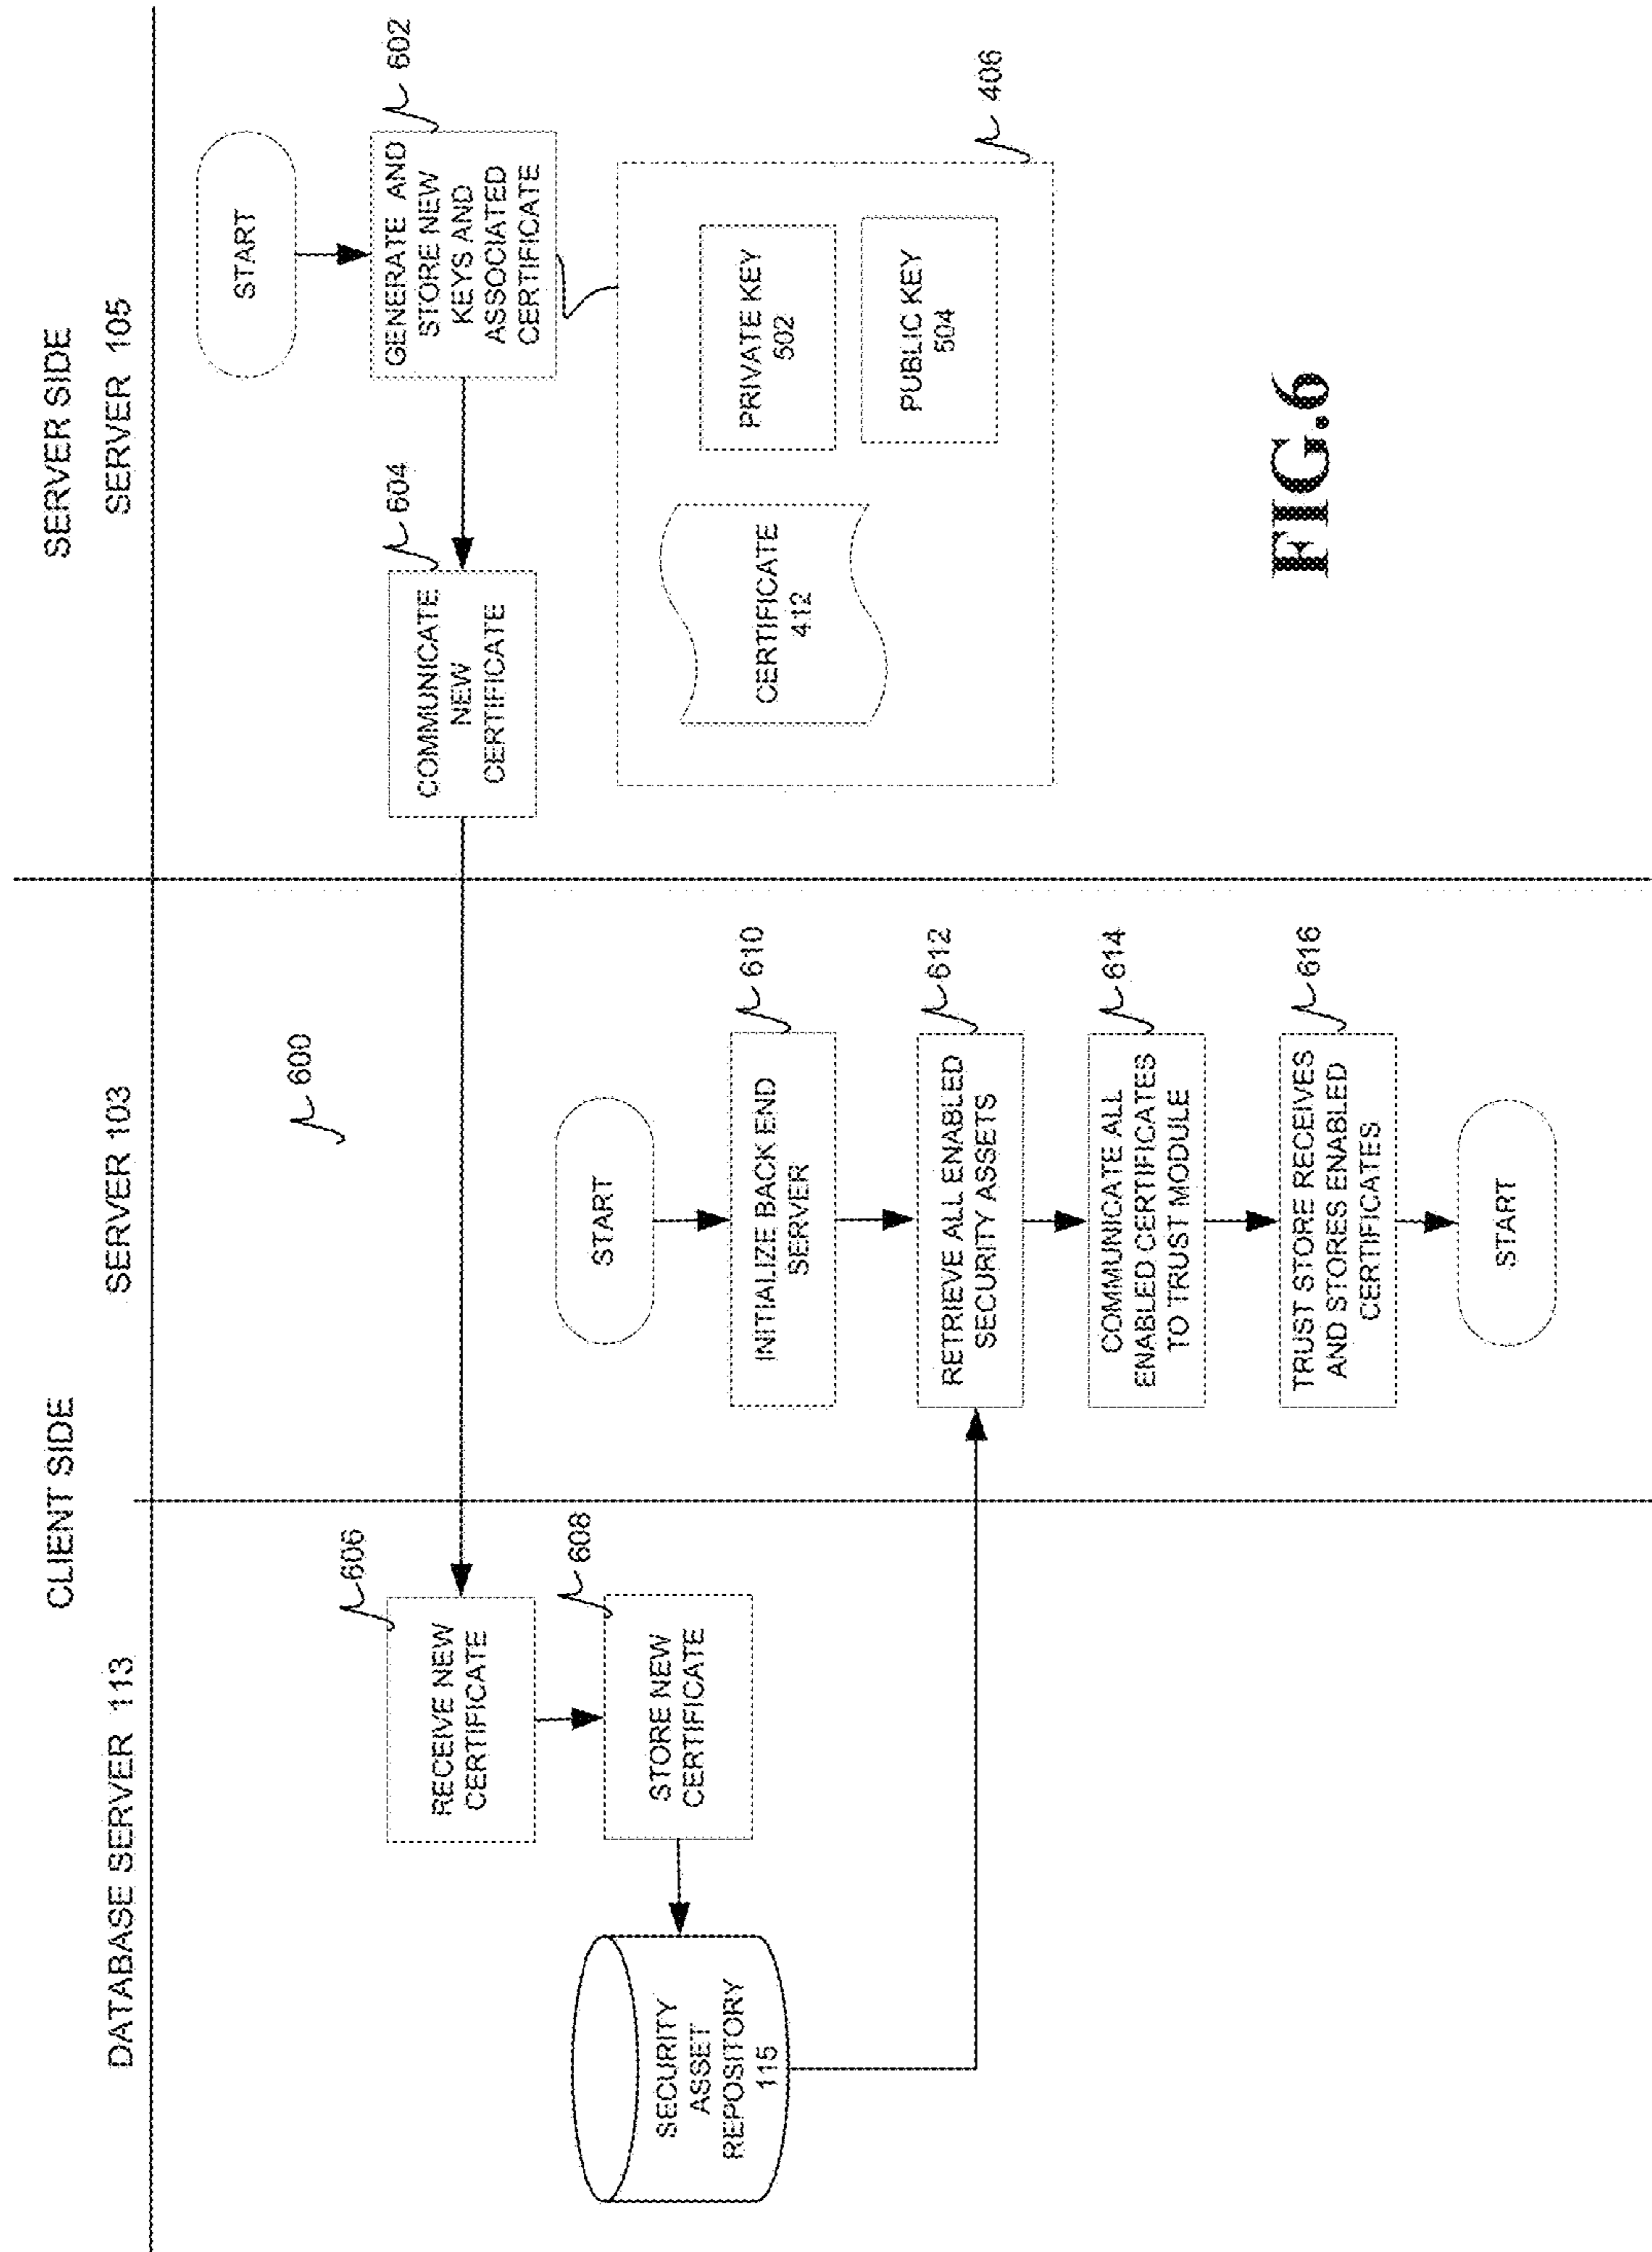 CLIENT SIDE
SERVER SIDE
DATABASE SERVER 113
SERVER 103
SERVER 105
600
START
602
GENERATE AND
STORE NEW
KEYS AND
ASSOCIATED
CERTIFICATE
604
COMMUNICATE
NEW
CERTIFICATE
606
RECEIVE NEW
CERTIFICATE
608
STORE NEW
CERTIFICATE
SECURITY
ASSET
REPOSITORY
115
START
610
INITIALIZE BACK END
SERVER
612
RETRIEVE ALL ENABLED
SECURITY ASSETS
614
COMMUNICATE ALL
ENABLED CERTIFICATES
TO TRUST MODULE
616
TRUST STORE RECEIVES
AND STORES ENABLED
CERTIFICATES
START
406
CERTIFICATE
412
PRIVATE KEY
502
PUBLIC KEY
504
FIG.6